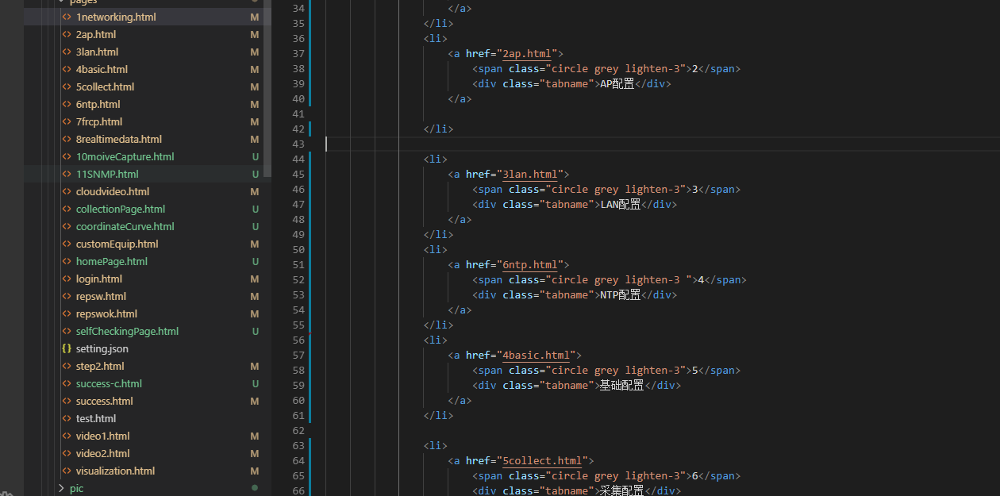 pages
1networking.html M
2ap.html M
3lan.html M
4basic.html M
5collect.html M
6ntp.html M
7frcp.html M
8realtimedata.html M
10moiveCapture.html U
11SNMP.html U
cloudvideo.html M
collectionPage.html U
coordinateCurve.html U
customEquip.html M
homePage.html U
login.html M
repsw.html M
repswok.html M
selfCheckingPage.html U
{} setting.json
step2.html M
success-c.html U
success.html M
test.html
video1.html M
video2.html M
visualization.html M
pic
34 </a>
35 </li>
36 <li>
37 <a href="2ap.html">
38 <span class="circle grey lighten-3">2</span>
39 <div class="tabname">AP配置</div>
40 </a>
41
42 </li>
43
44 <li>
45 <a href="3lan.html">
46 <span class="circle grey lighten-3">3</span>
47 <div class="tabname">LAN配置</div>
48 </a>
49 </li>
50 <li>
51 <a href="6ntp.html">
52 <span class="circle grey lighten-3 ">4</span>
53 <div class="tabname">NTP配置</div>
54 </a>
55 </li>
56 <li>
57 <a href="4basic.html">
58 <span class="circle grey lighten-3">5</span>
59 <div class="tabname">基础配置</div>
60 </a>
61 </li>
62
63 <li>
64 <a href="5collect.html">
65 <span class="circle grey lighten-3">6</span>
66 <div class="tabname">采集配置</div>